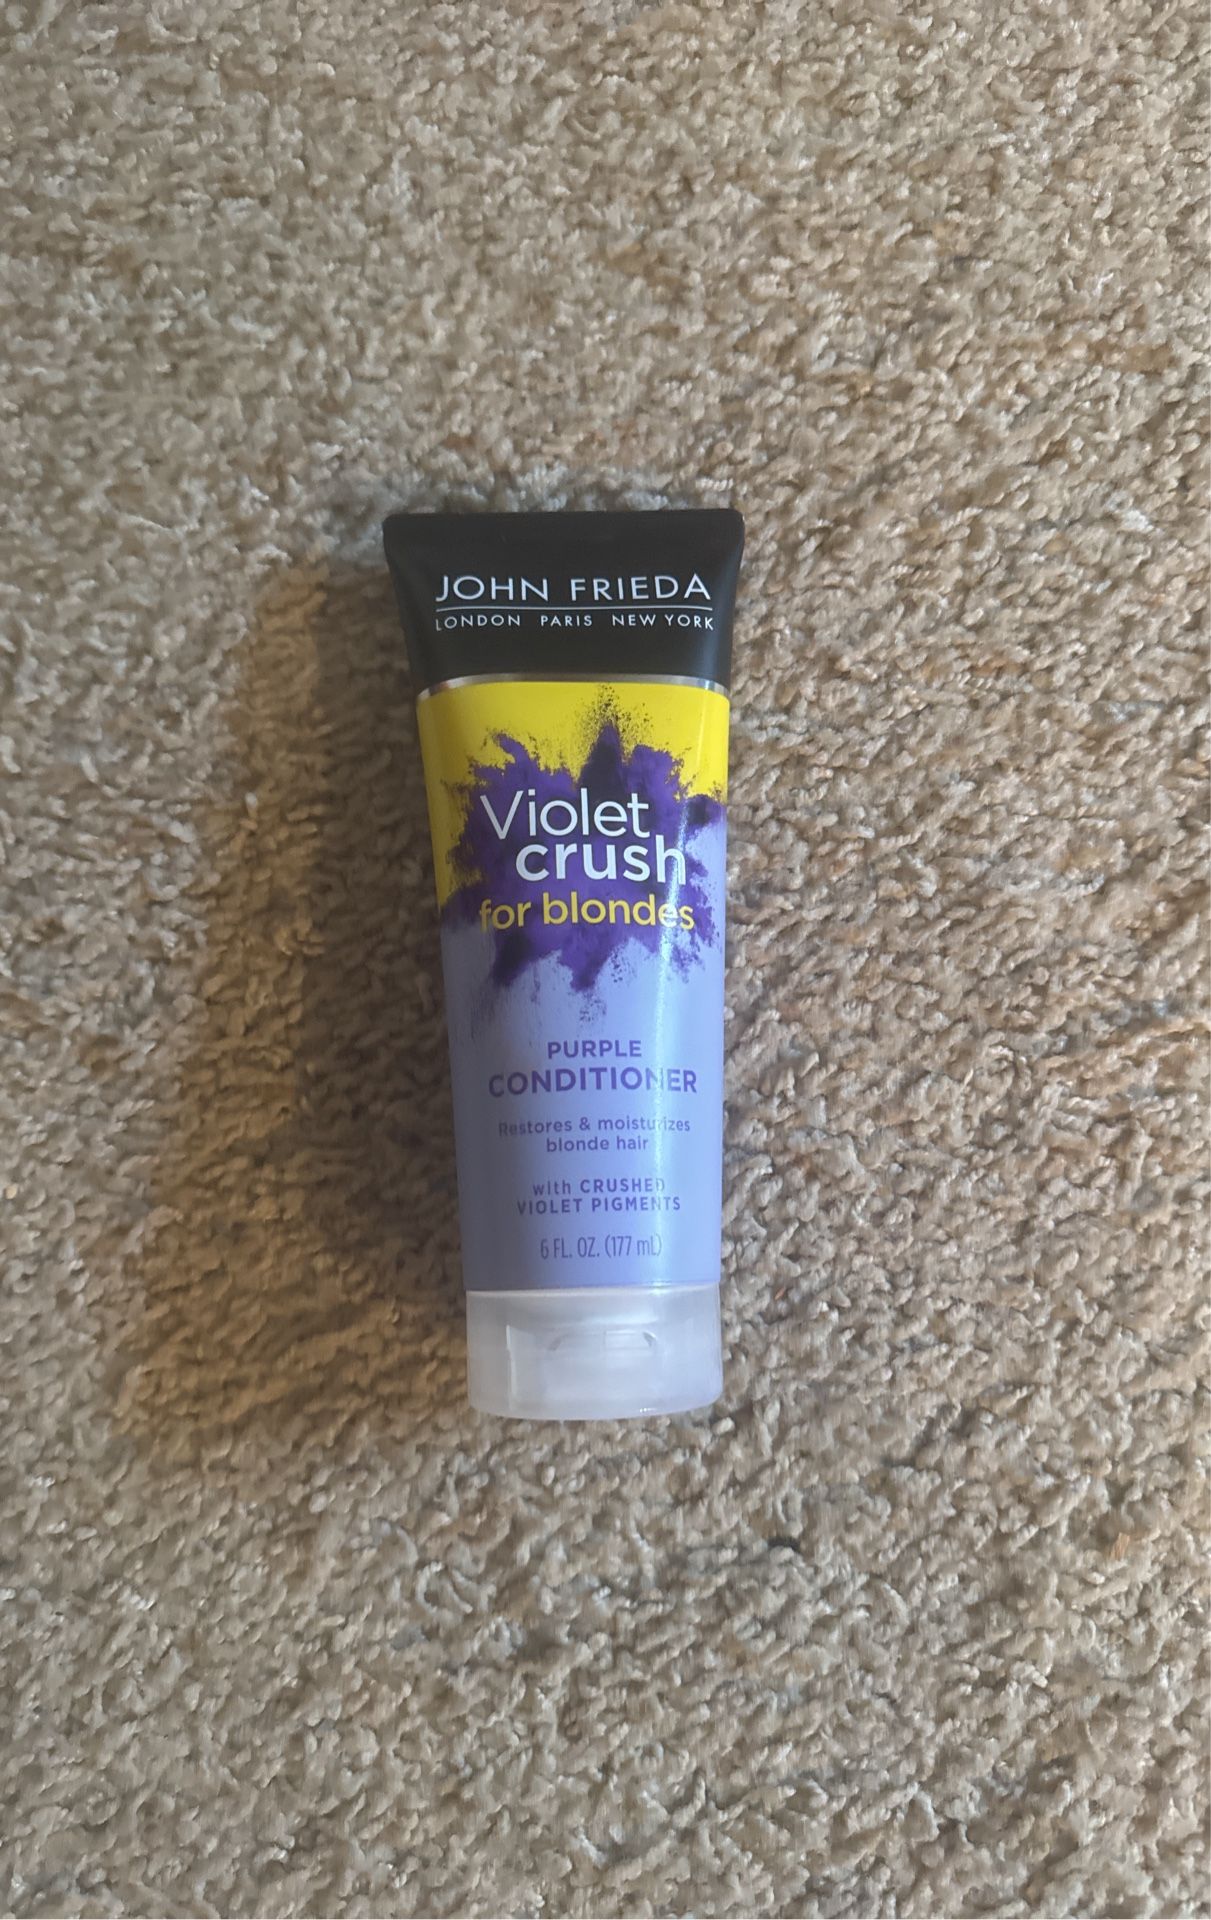 JOHN FRIEDA
LONDON PARIS NEW YORK
Violet
crush
for blondes
PURPLE
CONDITIONER
Restores & moisturizes
blonde hair
with CRUSHED
VIOLET PIGMENTS
6 FL. OZ. (177 mL)